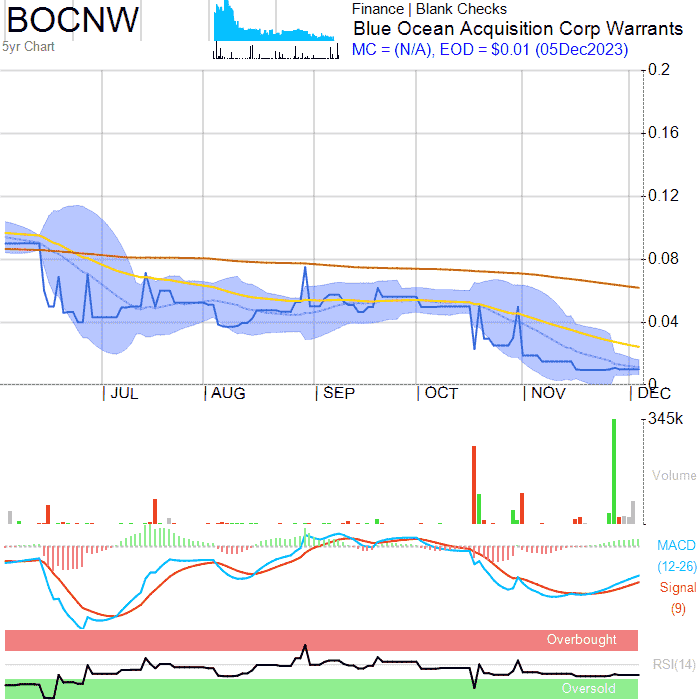 BOCNW
5yr Chart
Finance | Blank Checks
Blue Ocean Acquisition Corp Warrants
MC = (N/A), EOD = $0.01 (05Dec2023)
0.2
0.16
0.12
0.08
0.04
0
JUL AUG SEP OCT NOV DEC
345k
Volume
MACD
(12-26)
Signal
(9)
Overbought
RSI(14)
Oversold